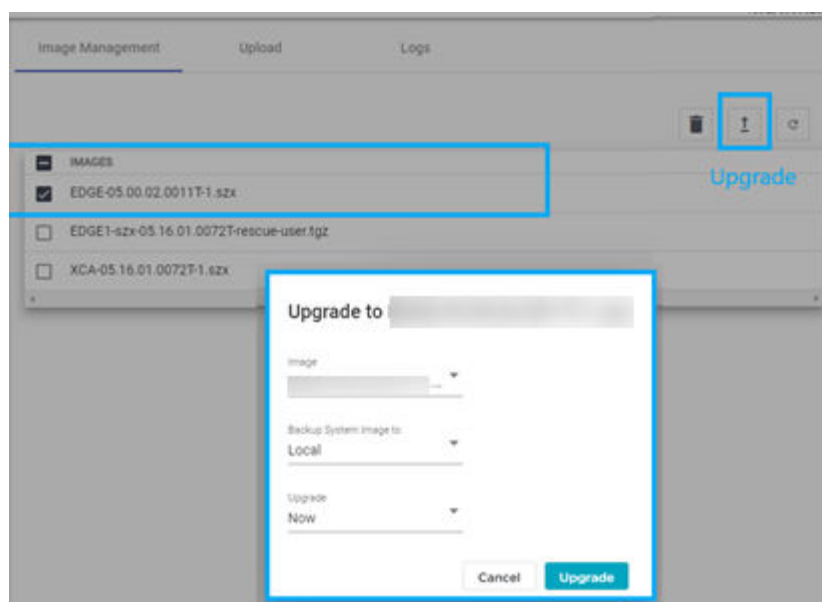 Image Management Upload Logs
Upgrade
IMAGES
EDGE-05.00.02.0011T-1.szx
EDGE1-szx-05.16.01.0072T-rescue-user.tgz
XCA-05.16.01.0072T-1.szx
Upgrade to
Image
Backup System Image to
Local
Upgrade
Now
Cancel Upgrade